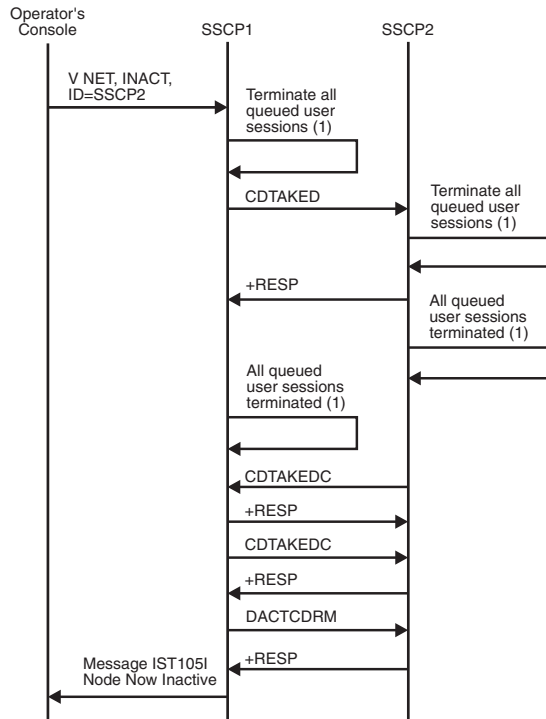 Operator's
Console
SSCP1
SSCP2
V NET, INACT,
ID=SSCP2
Terminate all
queued user
sessions (1)
CDTAKED
Terminate all
queued user
sessions (1)
+RESP
All queued
user sessions
terminated (1)
All queued
user sessions
terminated (1)
CDTAKEDC
+RESP
CDTAKEDC
+RESP
DACTCDRM
+RESP
Message IST105I
Node Now Inactive